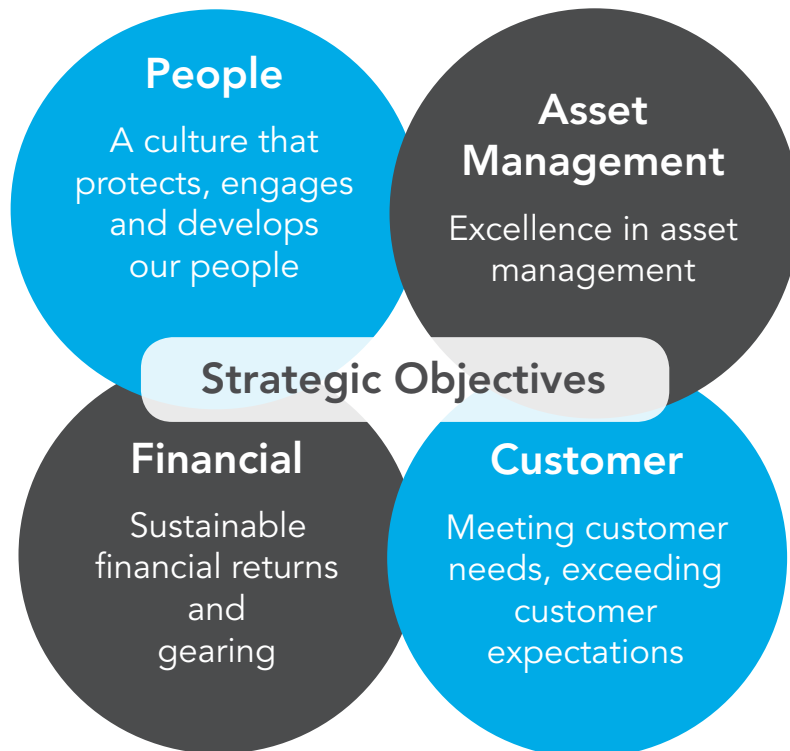 People
A culture that
protects, engages
and develops
our people
Asset
Management
Excellence in asset
management
Strategic Objectives
Financial
Sustainable
financial returns
and
gearing
Customer
Meeting customer
needs, exceeding
customer
expectations